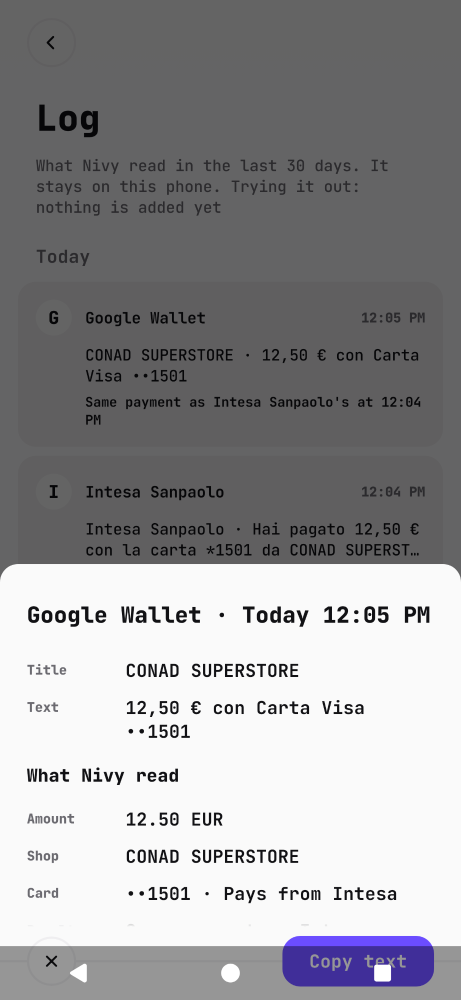 Log
What Nivy read in the last 30 days. It
stays on this phone. Trying it out:
nothing is added yet
Today
G Google Wallet 12:05 PM
CONAD SUPERSTORE · 12,50 € con Carta
Visa ··1501
Same payment as Intesa Sanpaolo's at 12:04
PM
I Intesa Sanpaolo 12:04 PM
Intesa Sanpaolo · Hai pagato 12,50 €
con la carta *1501 da CONAD SUPERST…
Google Wallet · Today 12:05 PM
Title CONAD SUPERSTORE
Text 12,50 € con Carta Visa
··1501
What Nivy read
Amount 12.50 EUR
Shop CONAD SUPERSTORE
Card ··1501 · Pays from Intesa
Copy text